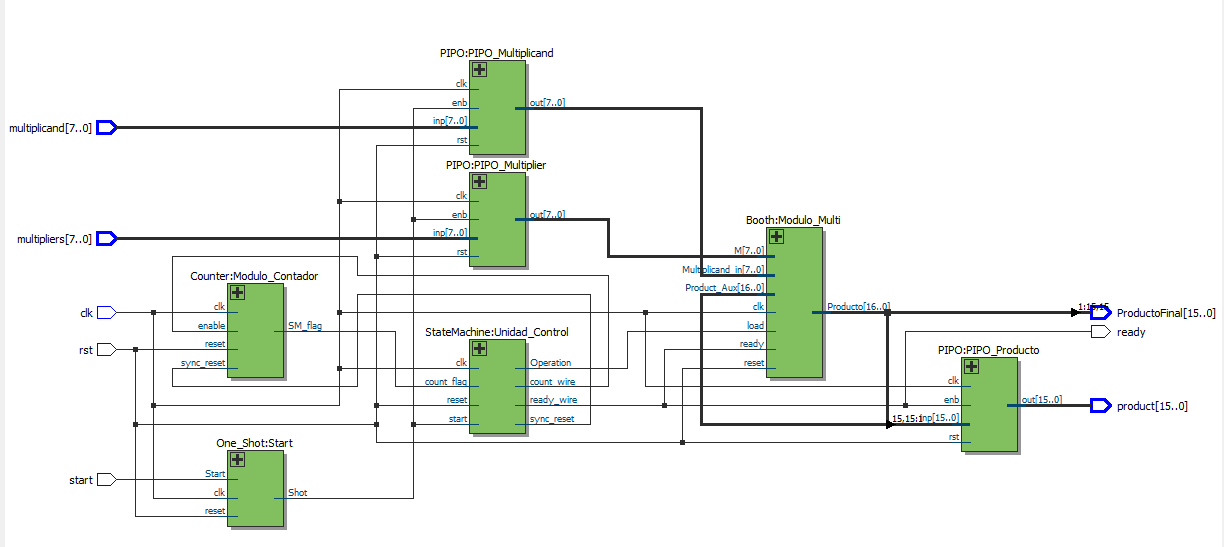 PIPO:PIPO_Multiplicand
clk
enb
inp[7..0]
rst
out[7..0]
multiplicand[7..0]
PIPO:PIPO_Multiplier
clk
enb
inp[7..0]
rst
out[7..0]
multipliers[7..0]
Booth:Modulo_Multi
M[7..0]
Multiplicand_in[7..0]
Product_Aux[16..0]
clk
load
ready
reset
Producto[16..0]
Counter:Modulo_Contador
clk
enable
reset
sync_reset
SM_flag
clk
rst
StateMachine:Unidad_Control
clk
count_flag
reset
start
Operation
count_wire
ready_wire
sync_reset
1:15,15
ProductoFinal[15..0]
ready
PIPO:PIPO_Producto
clk
enb
15,15:1
inp[15..0]
rst
out[15..0]
product[15..0]
One_Shot:Start
Start
clk
reset
Shot
start